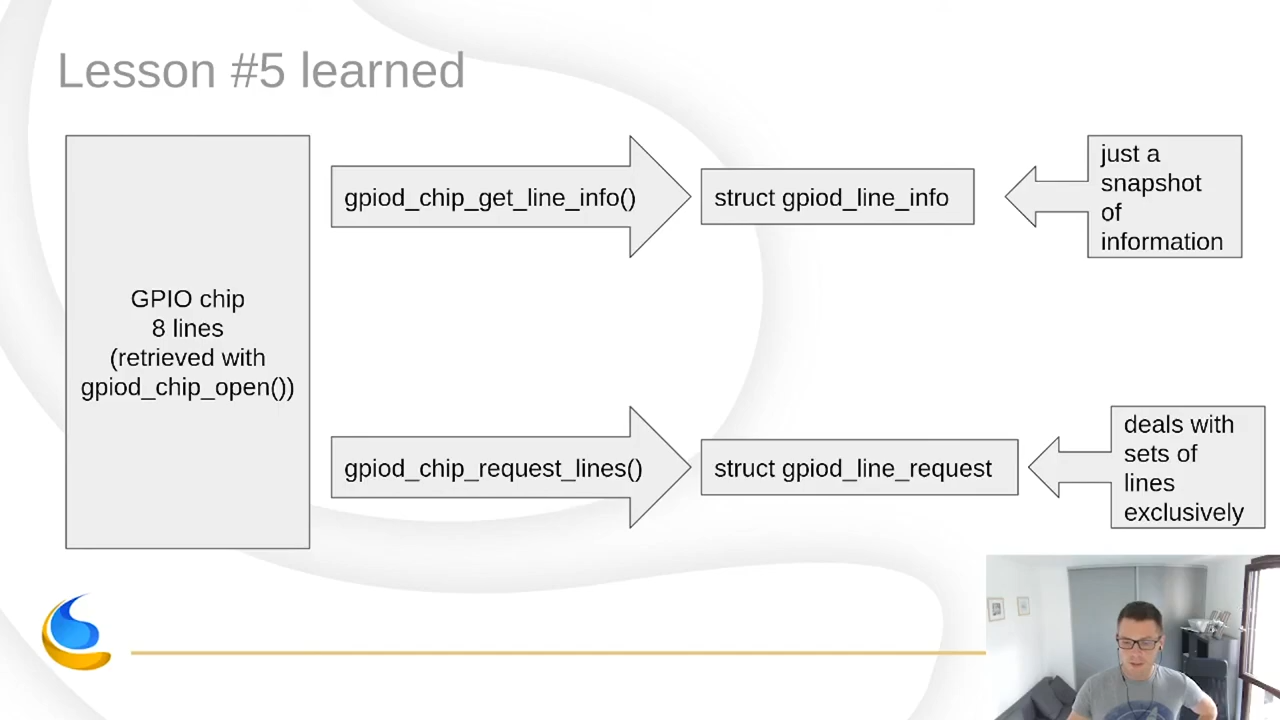 Lesson #5 learned
GPIO chip
8 lines
(retrieved with
gpiod_chip_open())
gpiod_chip_get_line_info()
struct gpiod_line_info
just a
snapshot
of
information
gpiod_chip_request_lines()
struct gpiod_line_request
deals with
sets of
lines
exclusively